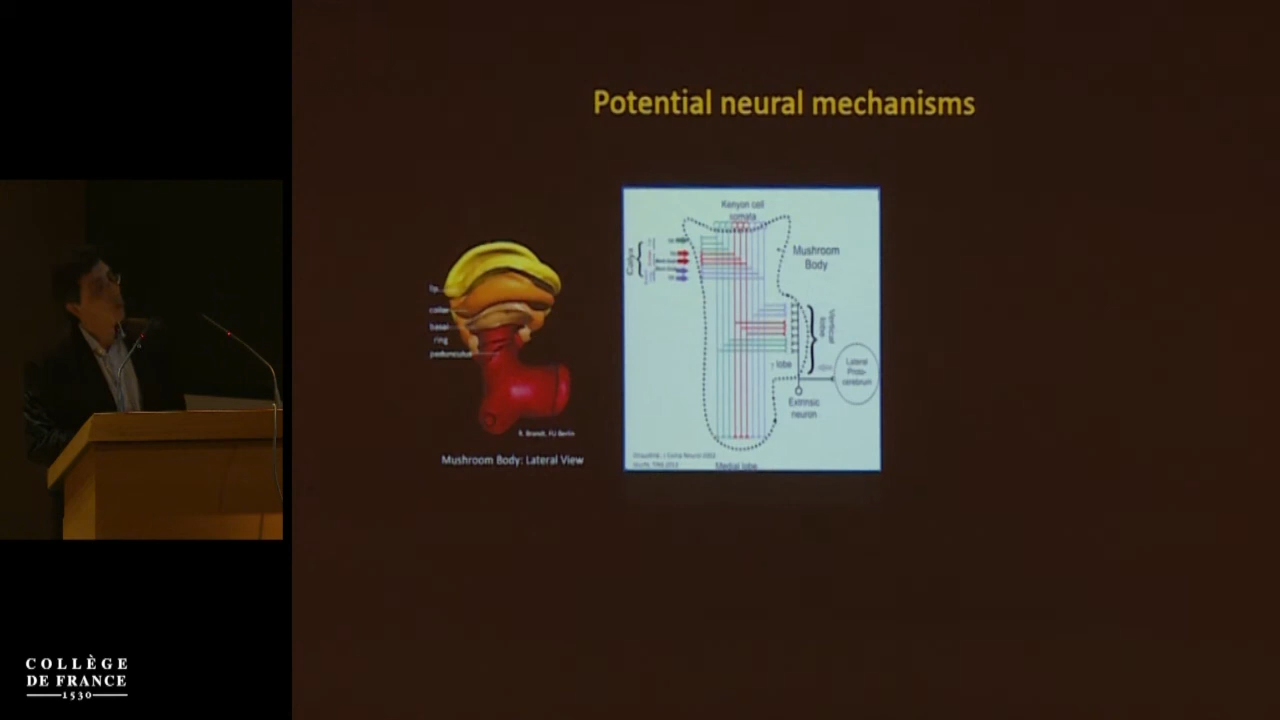 Potential neural mechanisms
lip
collar
basal
ring
pedunculus
R. Brandt, FU Berlin
Mushroom Body: Lateral View
Kenyon cell
somata
Calyx
Mushroom
Body
Vertical
lobe
γ lobe
Lateral
Proto-
cerebrum
Extrinsic
neuron
Medial lobe
COLLÈGE
DE FRANCE
1530